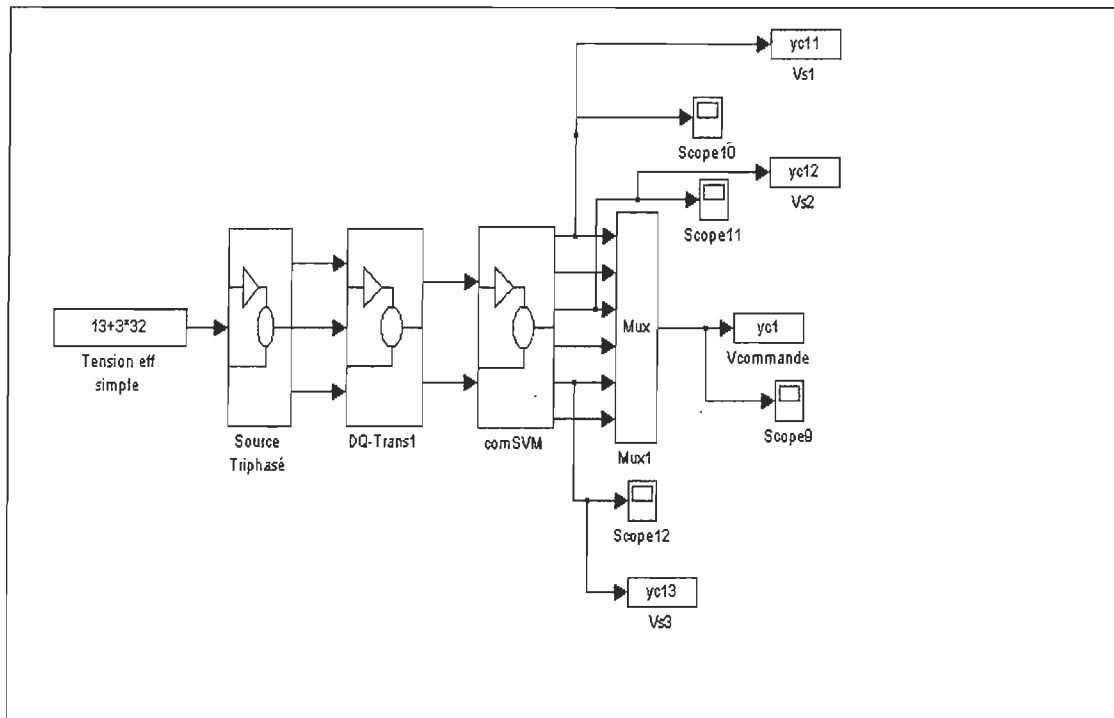 yc11
Vs1
Scope10
yc12
Vs2
Scope11
13+3*32
Tension eff
simple
Source
Triphasé
DQ-Trans1
comSVM
Mux
Mux1
yc1
Vcommande
Scope9
Scope12
yc13
Vs3